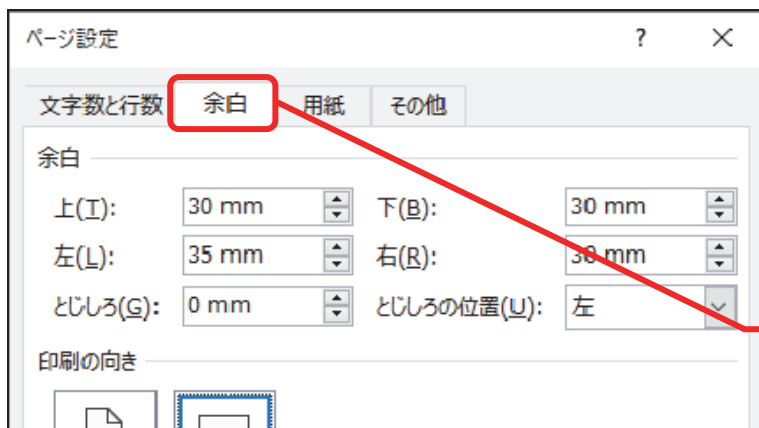 ページ設定 ?
文字数と行数 余白 用紙 その他
余白
上(T): 30 mm 下(B): 30 mm
左(L): 35 mm 右(R): 30 mm
とじしろ(G): 0 mm とじしろの位置(U): 左
印刷の向き